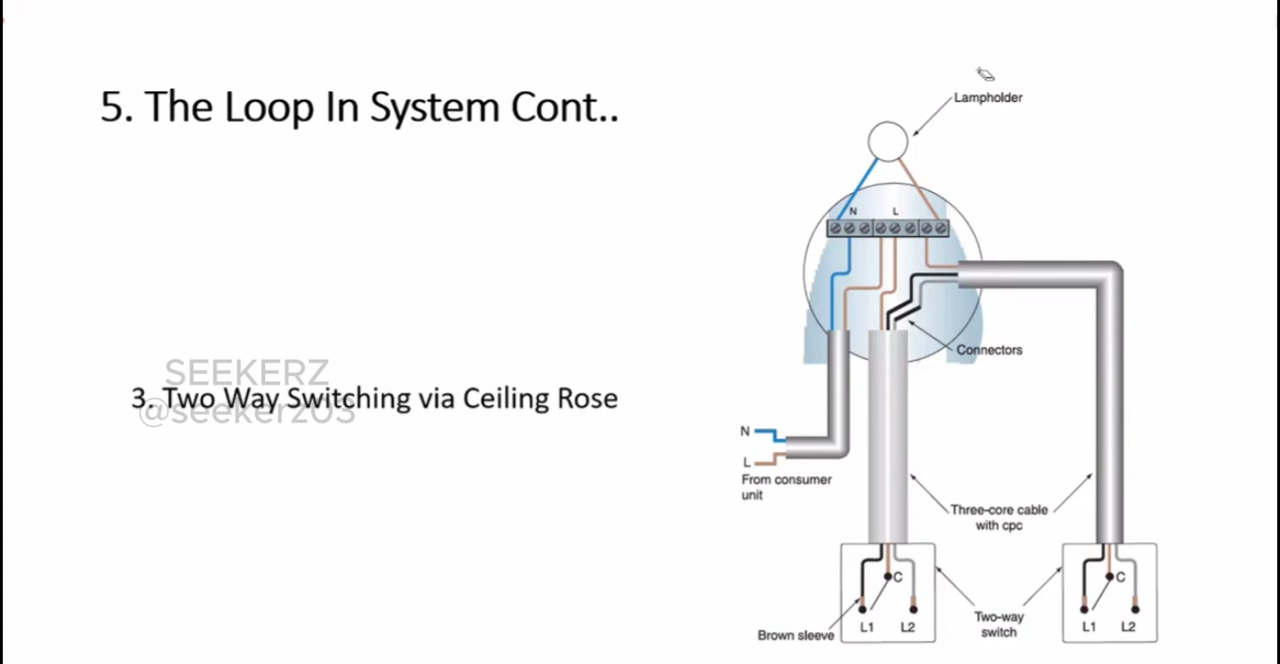 5. The Loop In System Cont..
SEEKERZ
@seekerz03
3. Two Way Switching via Ceiling Rose
Lampholder
N
L
Connectors
N
L
From consumer
unit
Three-core cable
with cpc
C
C
L1
L2
Two-way
switch
L1
L2
Brown sleeve